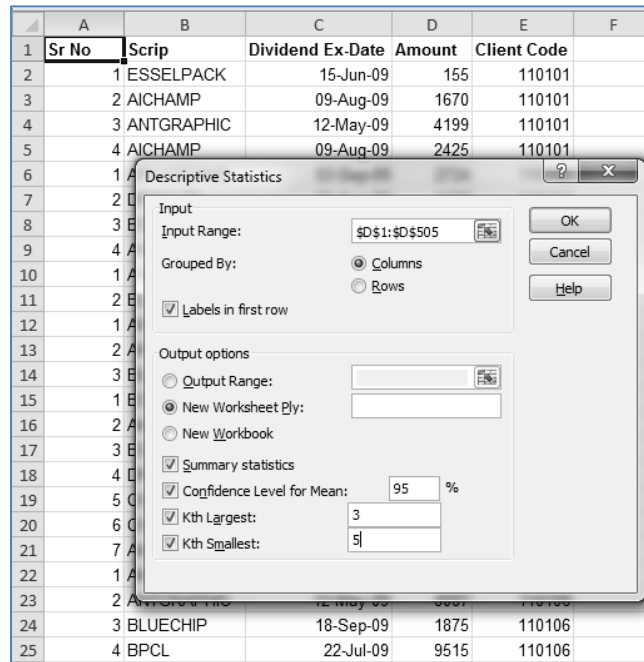 A B C D E F
1 Sr No Scrip Dividend Ex-Date Amount Client Code
2 1 ESSELPACK 15-Jun-09 155 110101
3 2 AICHAMP 09-Aug-09 1670 110101
4 3 ANTGRAPHIC 12-May-09 4199 110101
5 4 AICHAMP 09-Aug-09 2425 110101
6 1 A
7 2 D
8 3 E
9 4 A
10 1 A
11 2 E
12 1 A
13 2 A
14 3 E
15 1 E
16 2 A
17 3 E
18 4 D
19 5 C
20 6 C
21 7 A
22 1 A
23 2 ANTGRAPHIC 12-May-09 110106
24 3 BLUECHIP 18-Sep-09 1875 110106
25 4 BPCL 22-Jul-09 9515 110106
Descriptive Statistics ? X
Input
Input Range: $D$1:$D$505
Grouped By: Columns
Rows
Labels in first row
Output options
Output Range:
New Worksheet Ply:
New Workbook
Summary statistics
Confidence Level for Mean: 95 %
Kth Largest: 3
Kth Smallest: 5
OK
Cancel
Help